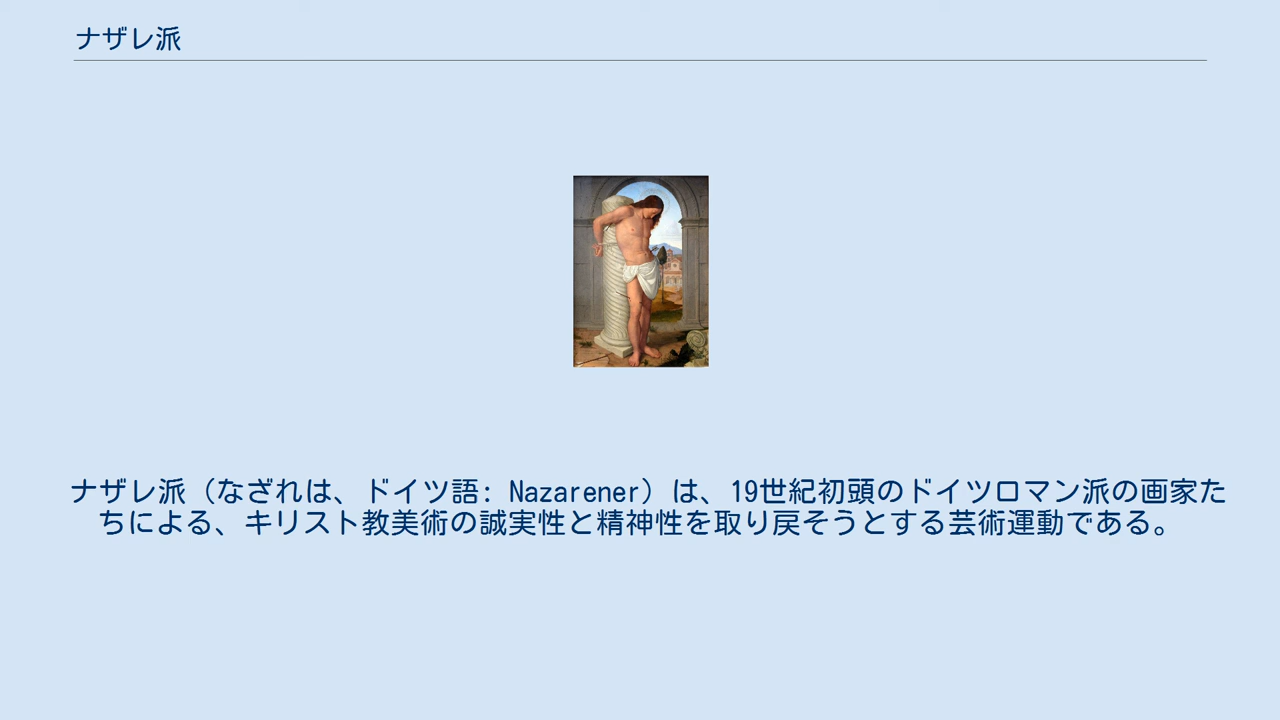 ナザレ派
ナザレ派（なざれは、ドイツ語: Nazarener）は、19世紀初頭のドイツロマン派の画家た
ちによる、キリスト教美術の誠実性と精神性を取り戻そうとする芸術運動である。